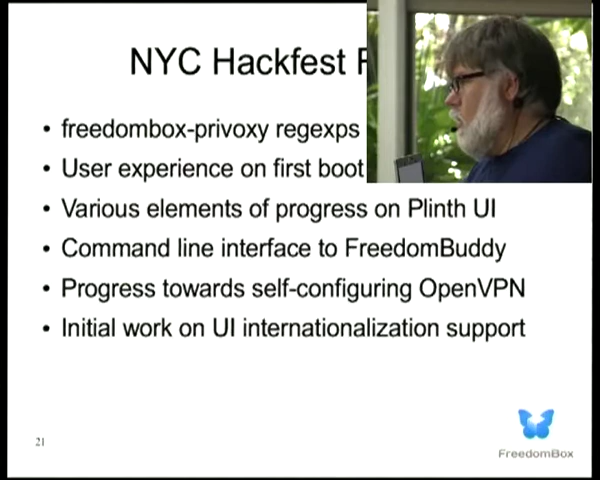 NYC Hackfest
• freedombox-privoxy regexps
• User experience on first boot
• Various elements of progress on Plinth UI
• Command line interface to FreedomBuddy
• Progress towards self-configuring OpenVPN
• Initial work on UI internationalization support
21
FreedomBox